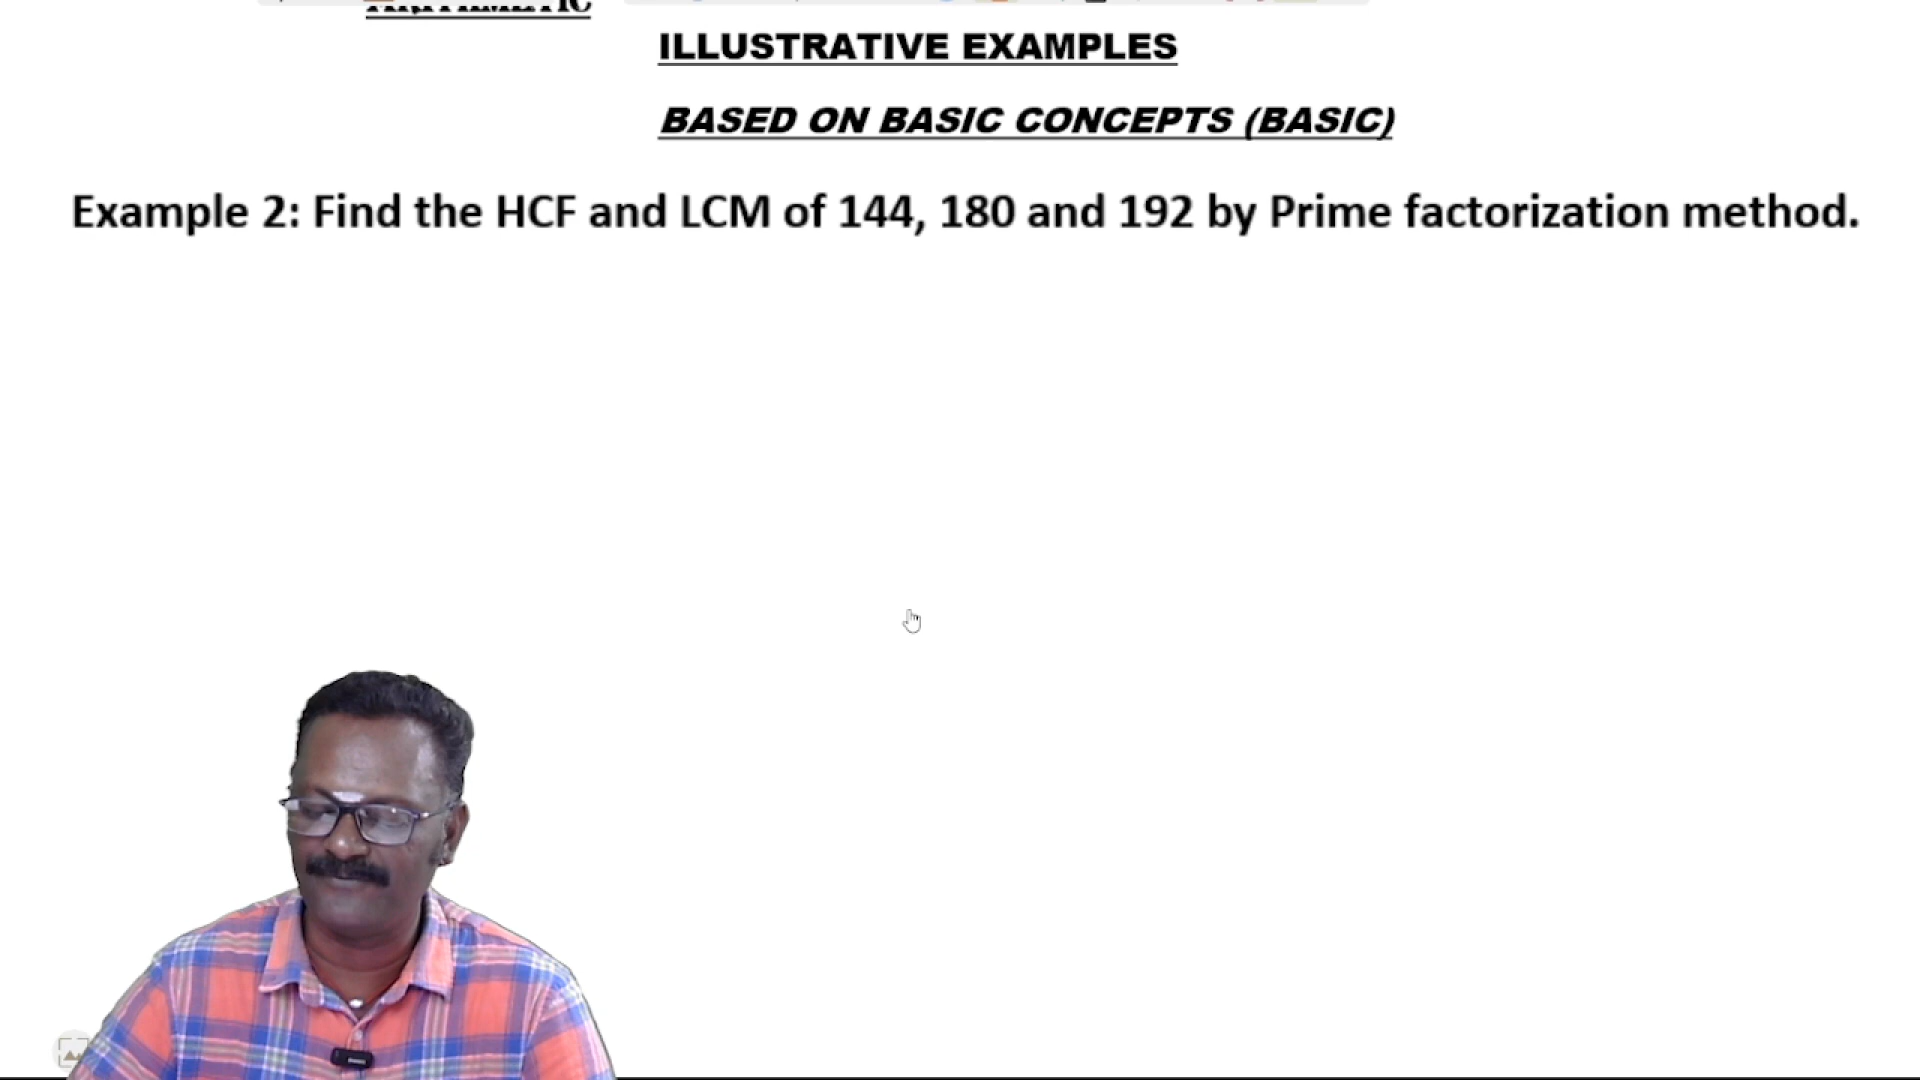 ILLUSTRATIVE EXAMPLES
BASED ON BASIC CONCEPTS (BASIC)
Example 2: Find the HCF and LCM of 144, 180 and 192 by Prime factorization method.